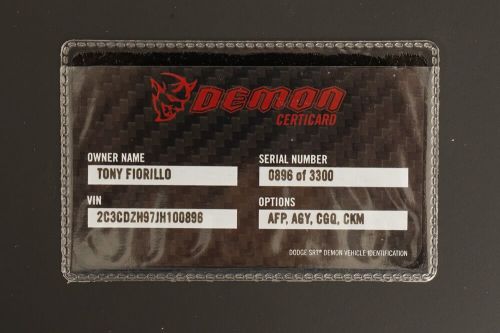 DEMON
CERTICARD
OWNER NAME
TONY FIORILLO
SERIAL NUMBER
0896 of 3300
VIN
2C3CDZH97JH100896
OPTIONS
AFP, AGY, CGQ, CKM
DODGE SRT® DEMON VEHICLE IDENTIFICATION